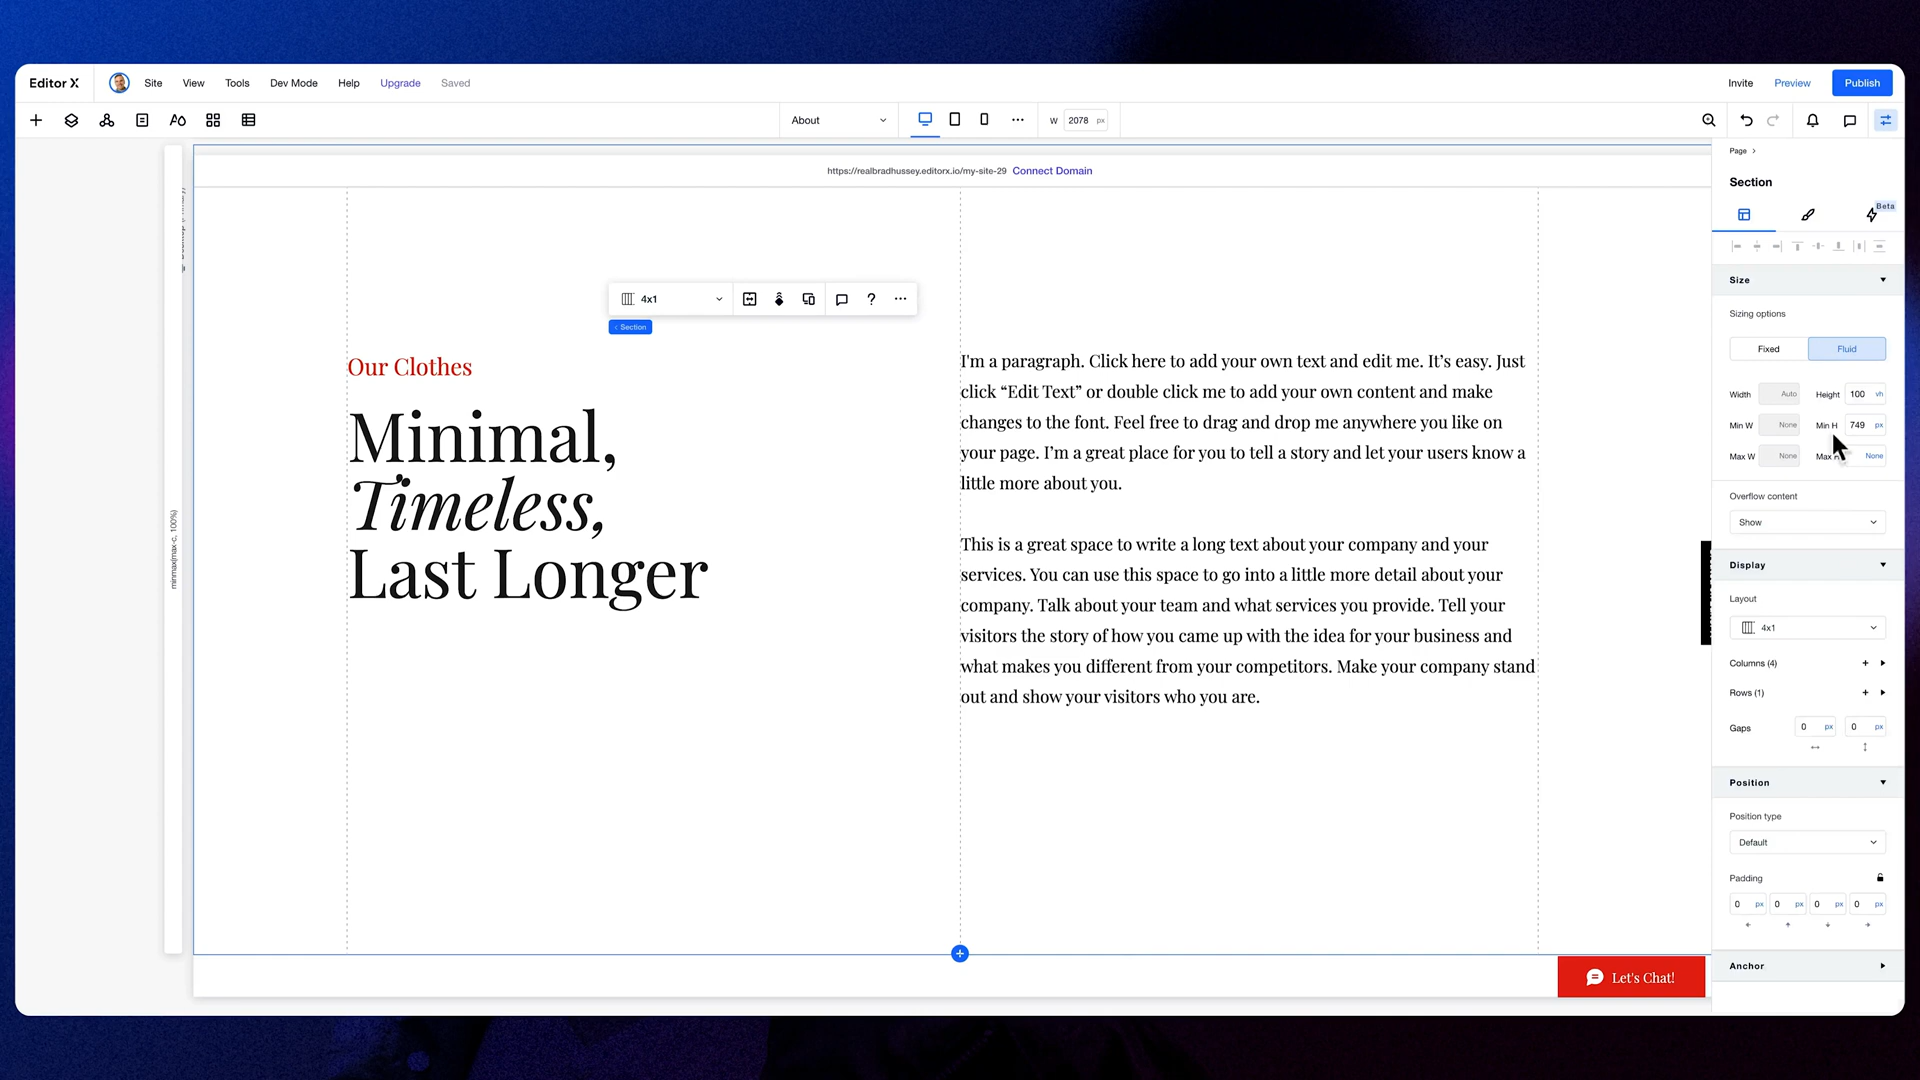 Editor X
Site
View
Tools
Dev Mode
Help
Upgrade
Saved
Invite
Preview
Publish
About
W 2078 px
https://realbradhussey.editorx.io/my-site-29 Connect Domain
4x1
< Section
Our Clothes
Minimal,
Timeless,
Last Longer
I'm a paragraph. Click here to add your own text and edit me. It’s easy. Just
click “Edit Text” or double click me to add your own content and make
changes to the font. Feel free to drag and drop me anywhere you like on
your page. I’m a great place for you to tell a story and let your users know a
little more about you.
This is a great space to write a long text about your company and your
services. You can use this space to go into a little more detail about your
company. Talk about your team and what services you provide. Tell your
visitors the story of how you came up with the idea for your business and
what makes you different from your competitors. Make your company stand
out and show your visitors who you are.
minmax(max-c, 100%)
Let's Chat!
Page >
Section
Beta
Size
Sizing options
Fixed
Fluid
Width Auto Height 100 vh
Min W None Min H 749 px
Max W None Max None
Overflow content
Show
Display
Layout
4x1
Columns (4)
Rows (1)
Gaps 0 px 0 px
Position
Position type
Default
Padding
0 px 0 px 0 px 0 px
Anchor